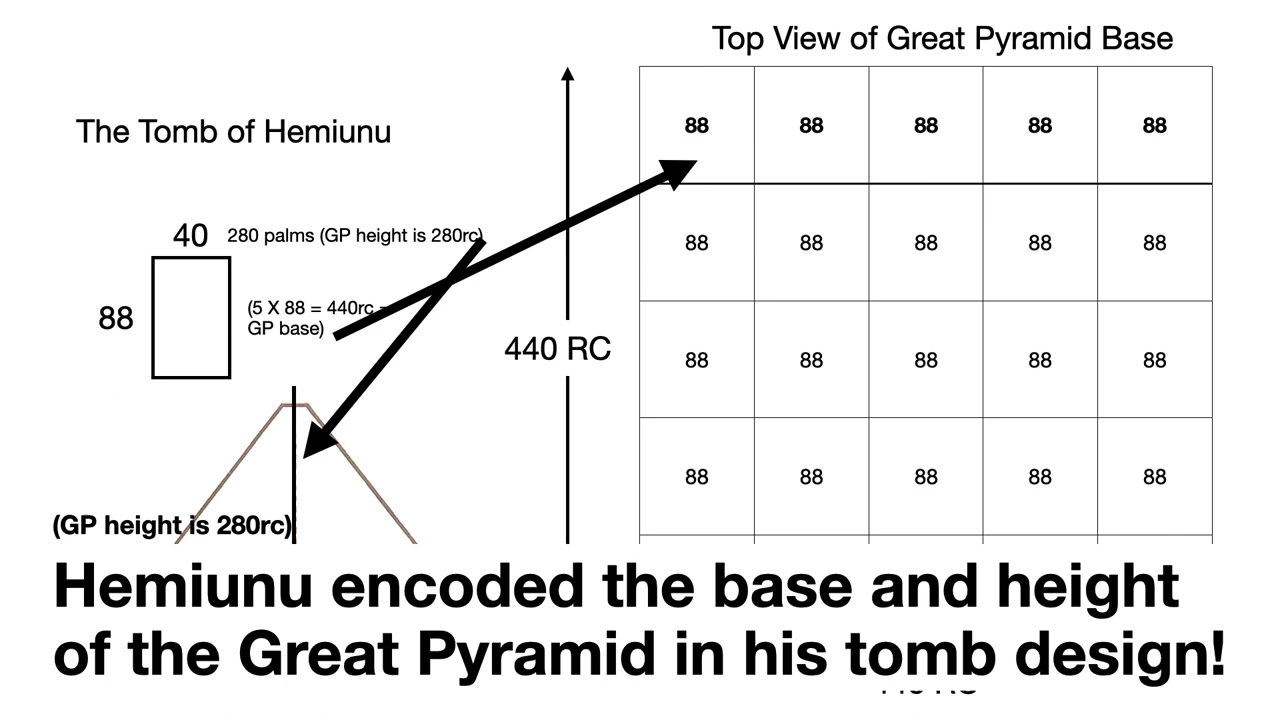 Top View of Great Pyramid Base
The Tomb of Hemiunu
88 88 88 88 88
40 280 palms (GP height is 280rc)
88 88 88 88 88
88
(5 X 88 = 440rc -
GP base)
440 RC
88 88 88 88 88
88 88 88 88 88
(GP height is 280rc)
Hemiunu encoded the base and height
of the Great Pyramid in his tomb design!